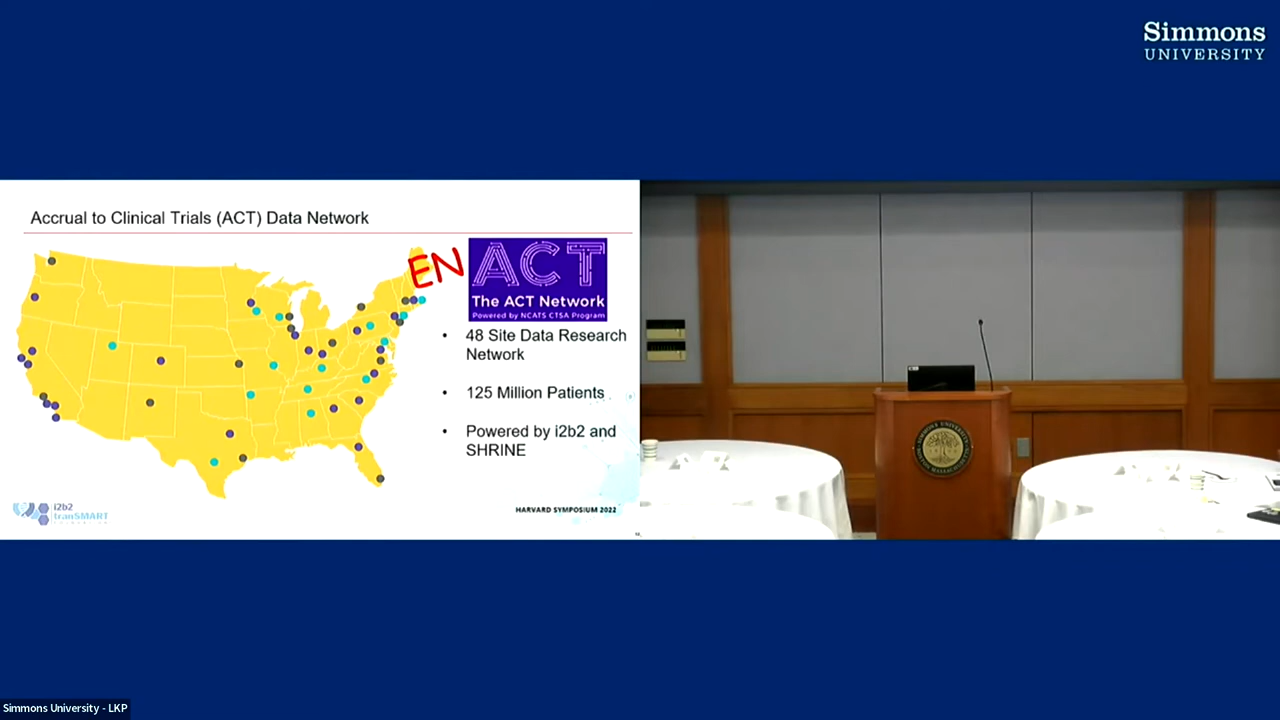 Simmons
UNIVERSITY
Accrual to Clinical Trials (ACT) Data Network
EN
ACT
The ACT Network
Powered by NCATS CTSA Program
• 48 Site Data Research
Network
• 125 Million Patients
• Powered by i2b2 and
SHRINE
i2b2
tranSMART
HARVARD SYMPOSIUM 2022
Simmons University - LKP